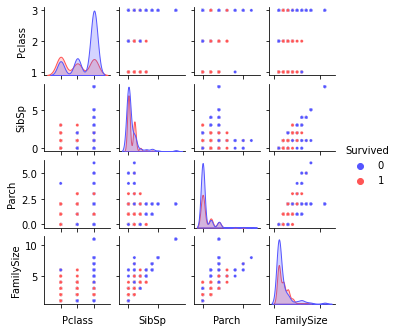 3
2
1
Pclass
5
0
SibSp
5.0
2.5
0.0
Parch
10
5
FamilySize
Pclass
SibSp
Parch
FamilySize
Survived
0
1